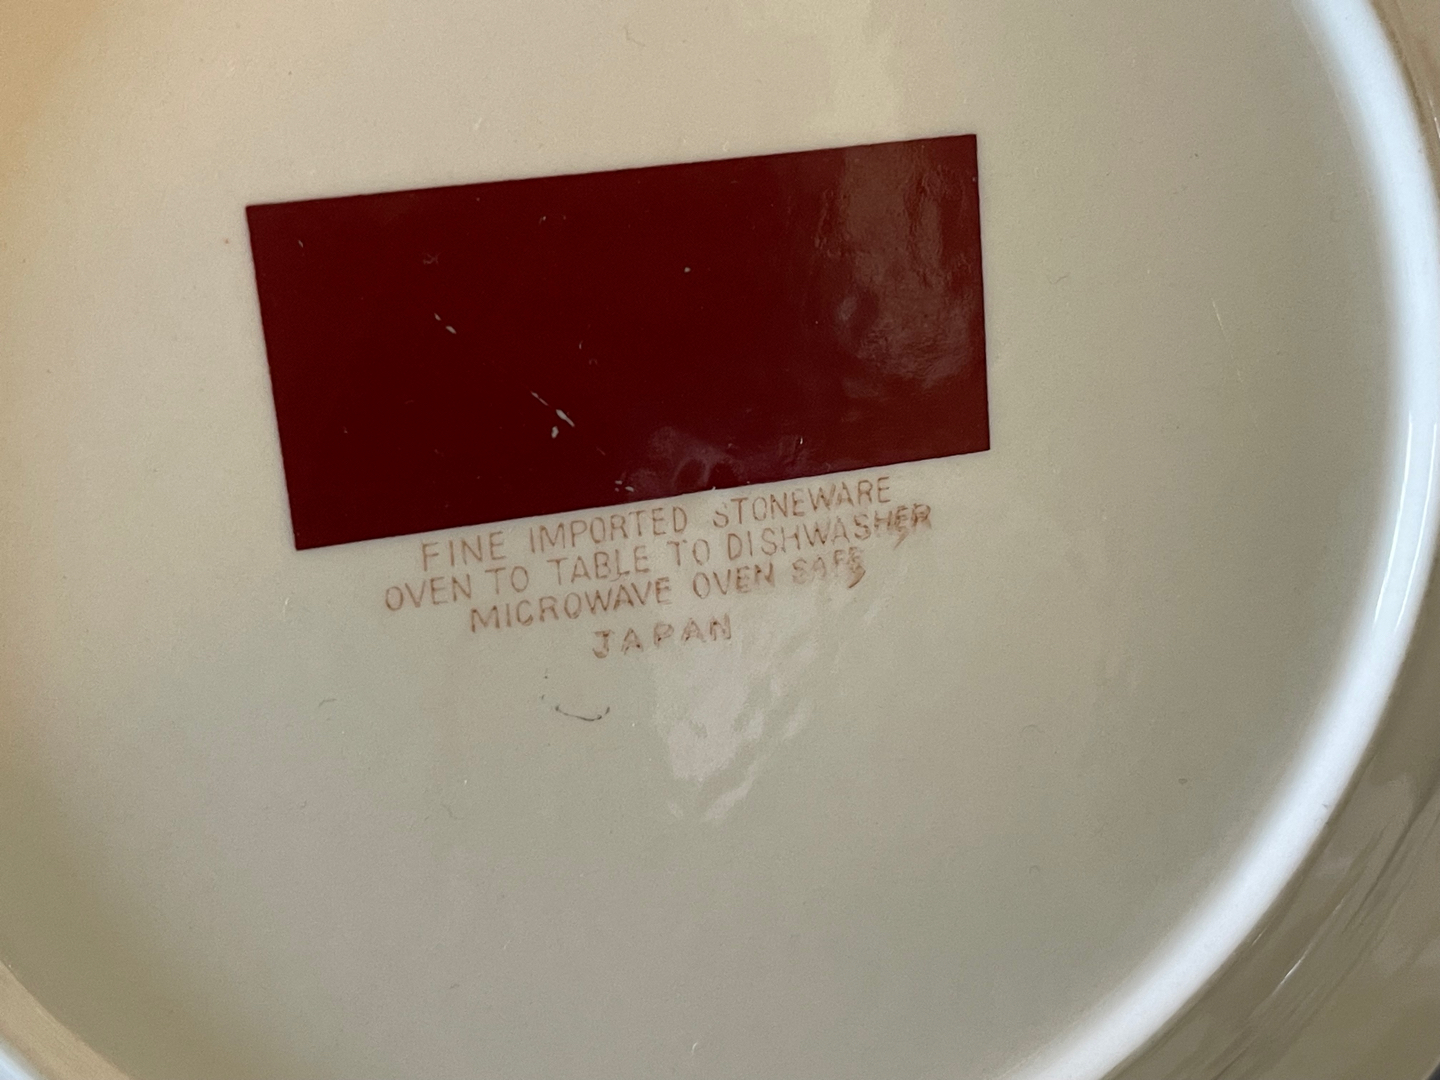 FINE IMPORTED STONEWARE
OVEN TO TABLE TO DISHWASHER
MICROWAVE OVEN SAFE
JAPAN